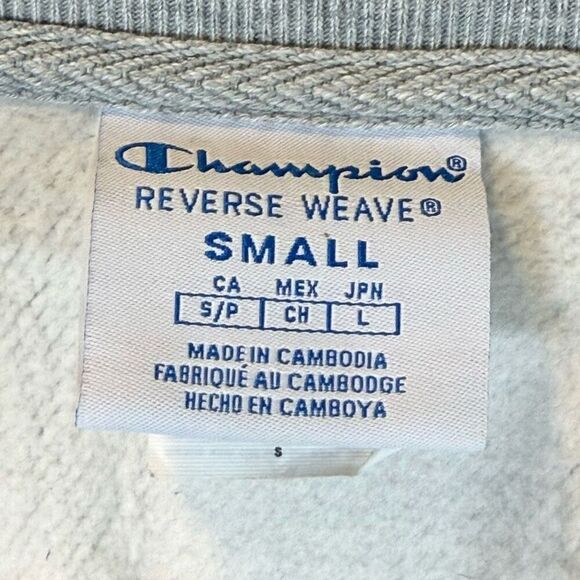 Champion®
REVERSE WEAVE®
SMALL
CA MEX JPN
S/P CH L
MADE IN CAMBODIA
FABRIQUÉ AU CAMBODGE
HECHO EN CAMBOYA
S